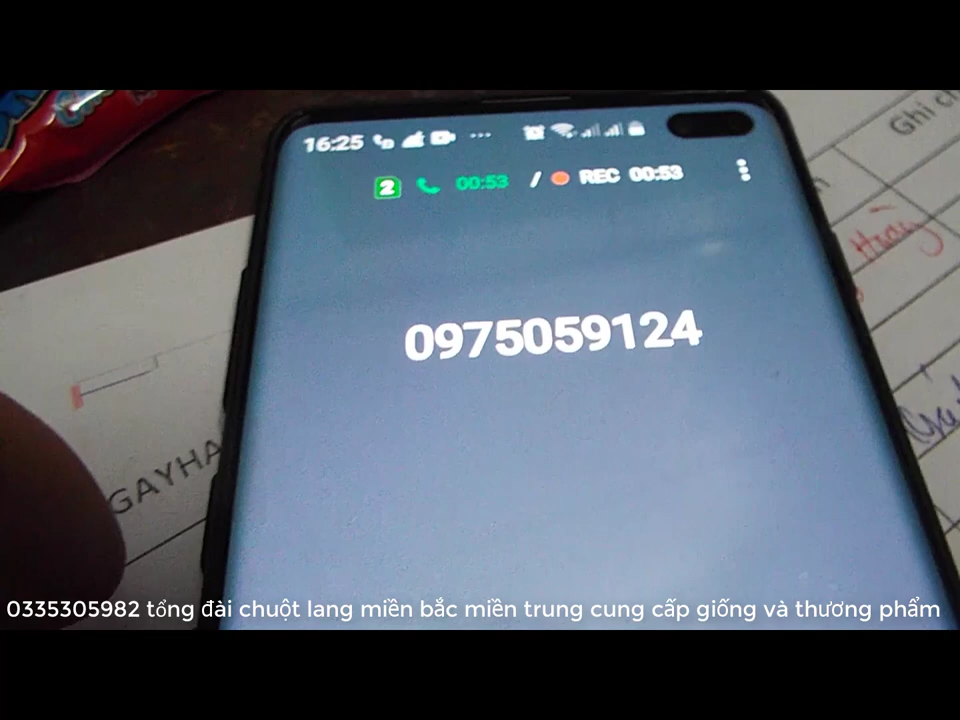 16:25
2 00:53 / REC 00:53
Ghi ch
0975059124
GAYHA
0335305982 tổng đài chuột lang miền bắc miền trung cung cấp giống và thương phẩm